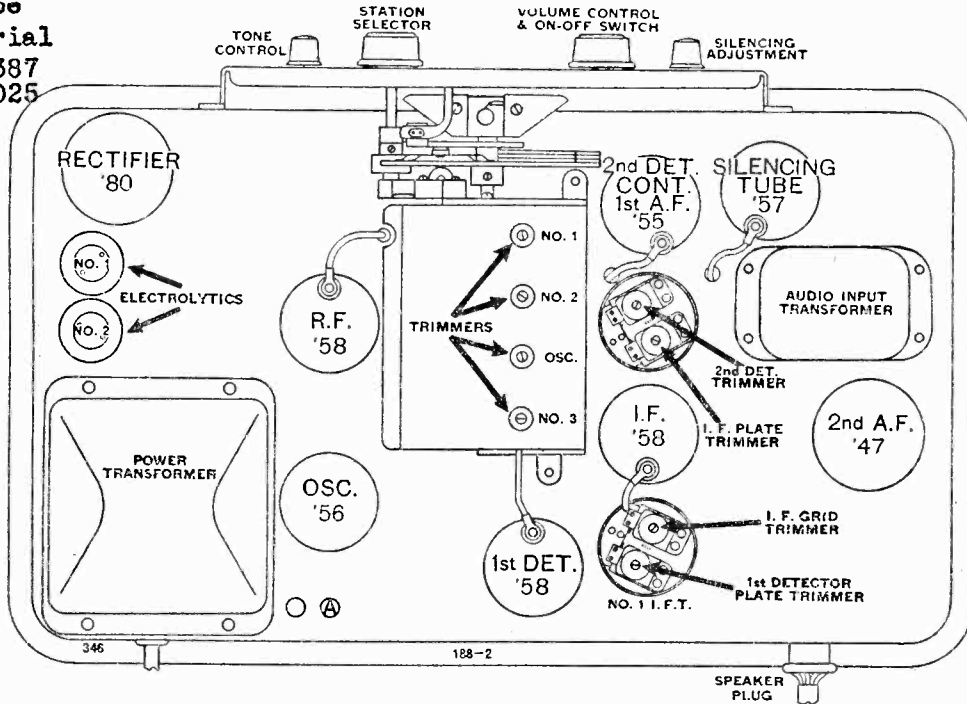 rial
387
025
STATION
SELECTOR
VOLUME CONTROL
& ON-OFF SWITCH
TONE
CONTROL
SILENCING
ADJUSTMENT
RECTIFIER
'80
2nd DET.
CONT.
1st A.F.
'55
SILENCING
TUBE
'57
NO. 1
NO. 2
ELECTROLYTICS
R.F.
'58
TRIMMERS
NO. 1
NO. 2
OSC.
NO. 3
AUDIO INPUT
TRANSFORMER
2nd DET.
TRIMMER
I.F. PLATE
TRIMMER
I.F.
'58
2nd A.F.
'47
POWER
TRANSFORMER
OSC.
'56
1st DET.
'58
I.F. GRID
TRIMMER
1st DETECTOR
PLATE TRIMMER
NO. 1 I.F.T.
A
346
188-2
SPEAKER
PLUG